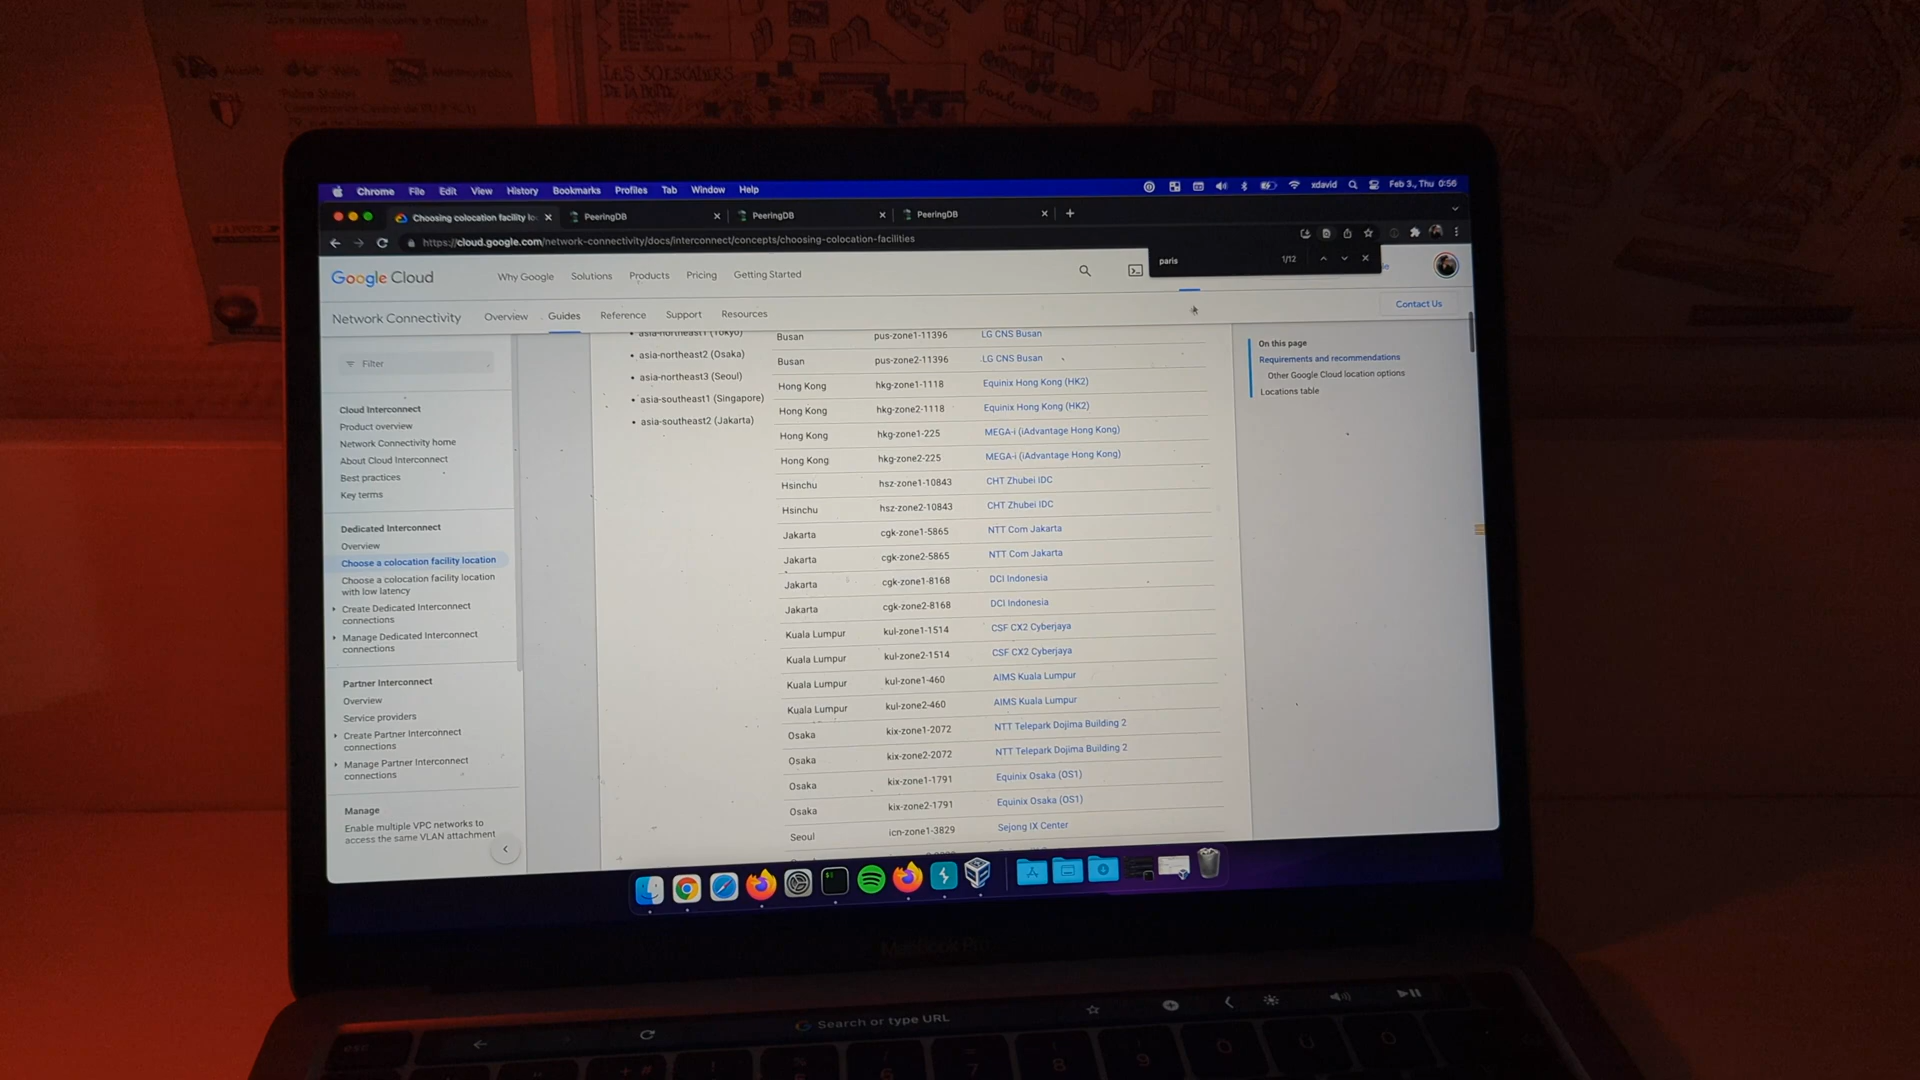 LES 30 ESCALIERS
DE LA BUTTE
boulevard
Chrome File Edit View History Bookmarks Profiles Tab Window Help
xdavid Feb 3., Thu 0:56
Choosing colocation facility lo
PeeringDB
PeeringDB
PeeringDB
https://cloud.google.com/network-connectivity/docs/interconnect/concepts/choosing-colocation-facilities
paris 1/12
Google Cloud Why Google Solutions Products Pricing Getting Started
Contact Us
Network Connectivity Overview Guides Reference Support Resources
Filter
Cloud Interconnect
Product overview
Network Connectivity home
About Cloud Interconnect
Best practices
Key terms
Dedicated Interconnect
Overview
Choose a colocation facility location
Choose a colocation facility location
with low latency
Create Dedicated Interconnect
connections
Manage Dedicated Interconnect
connections
Partner Interconnect
Overview
Service providers
Create Partner Interconnect
connections
Manage Partner Interconnect
connections
Manage
Enable multiple VPC networks to
access the same VLAN attachment
asia-northeast1 (Tokyo)
asia-northeast2 (Osaka)
asia-northeast3 (Seoul)
asia-southeast1 (Singapore)
asia-southeast2 (Jakarta)
Busan pus-zone1-11396 LG CNS Busan
Busan pus-zone2-11396 LG CNS Busan
Hong Kong hkg-zone1-1118 Equinix Hong Kong (HK2)
Hong Kong hkg-zone2-1118 Equinix Hong Kong (HK2)
Hong Kong hkg-zone1-225 MEGA-i (iAdvantage Hong Kong)
Hong Kong hkg-zone2-225 MEGA-i (iAdvantage Hong Kong)
Hsinchu hsz-zone1-10843 CHT Zhubei IDC
Hsinchu hsz-zone2-10843 CHT Zhubei IDC
Jakarta cgk-zone1-5865 NTT Com Jakarta
Jakarta cgk-zone2-5865 NTT Com Jakarta
Jakarta cgk-zone1-8168 DCI Indonesia
Jakarta cgk-zone2-8168 DCI Indonesia
Kuala Lumpur kul-zone1-1514 CSF CX2 Cyberjaya
Kuala Lumpur kul-zone2-1514 CSF CX2 Cyberjaya
Kuala Lumpur kul-zone1-460 AIMS Kuala Lumpur
Kuala Lumpur kul-zone2-460 AIMS Kuala Lumpur
Osaka kix-zone1-2072 NTT Telepark Dojima Building 2
Osaka kix-zone2-2072 NTT Telepark Dojima Building 2
Osaka kix-zone1-1791 Equinix Osaka (OS1)
Osaka kix-zone2-1791 Equinix Osaka (OS1)
Seoul icn-zone1-3829 Sejong IX Center
On this page
Requirements and recommendations
Other Google Cloud location options
Locations table
MacBook Pro
esc
Search or type URL